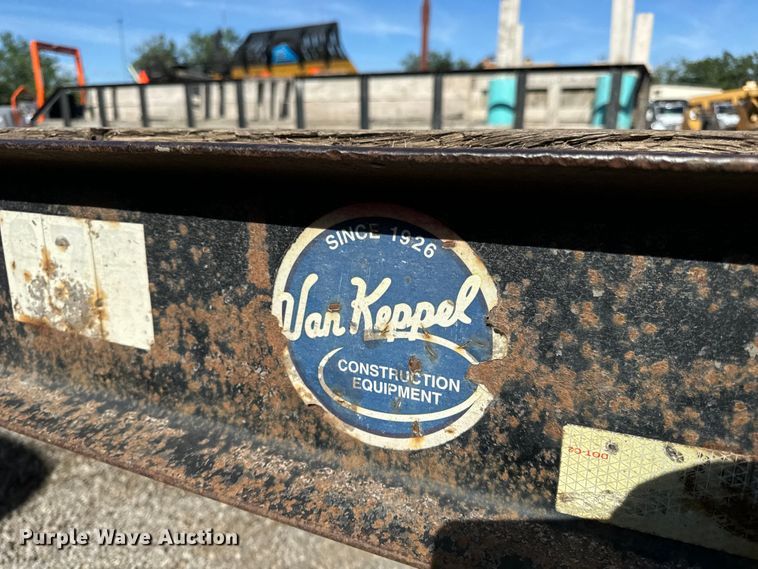 SINCE 1926
Van Keppel
CONSTRUCTION
EQUIPMENT
DOT-C2
Purple Wave Auction